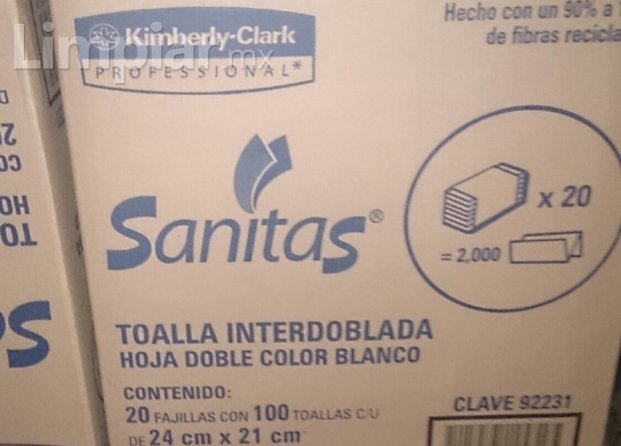 Limpiar.mx
Kimberly-Clark
PROFESSIONAL*
Hecho con un 90% a
de fibras recicla
Sanitas®
x 20
= 2,000
TOALLA INTERDOBLADA
HOJA DOBLE COLOR BLANCO
CONTENIDO:
20 FAJILLAS CON 100 TOALLAS C/U
DE 24 cm x 21 cm
CLAVE 92231